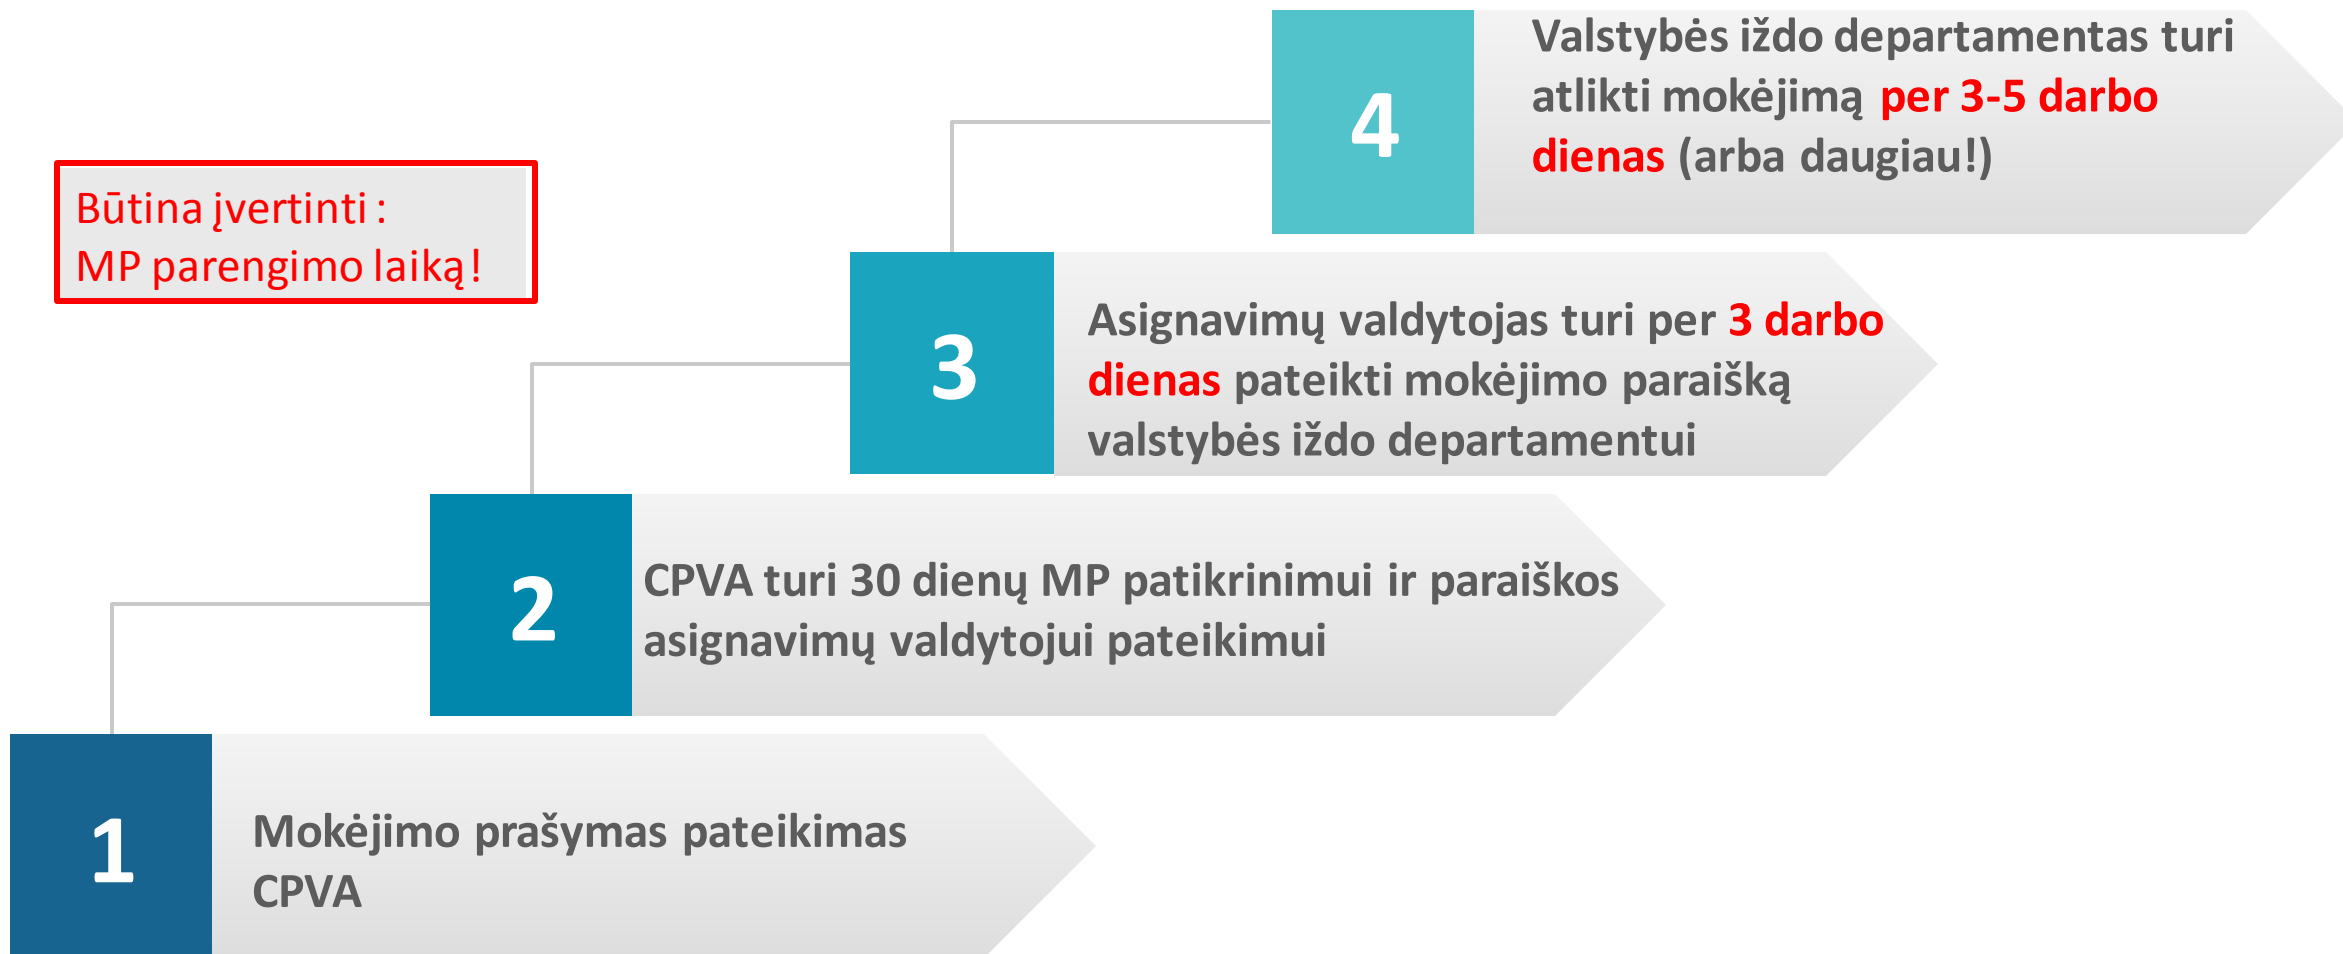 4
Valstybės iždo departamentas turi
atlikti mokėjimą per 3-5 darbo
dienas (arba daugiau!)
Būtina įvertinti :
MP parengimo laiką!
3
Asignavimų valdytojas turi per 3 darbo
dienas pateikti mokėjimo paraišką
valstybės iždo departamentui
2
CPVA turi 30 dienų MP patikrinimui ir paraiškos
asignavimų valdytojui pateikimui
1
Mokėjimo prašymas pateikimas
CPVA